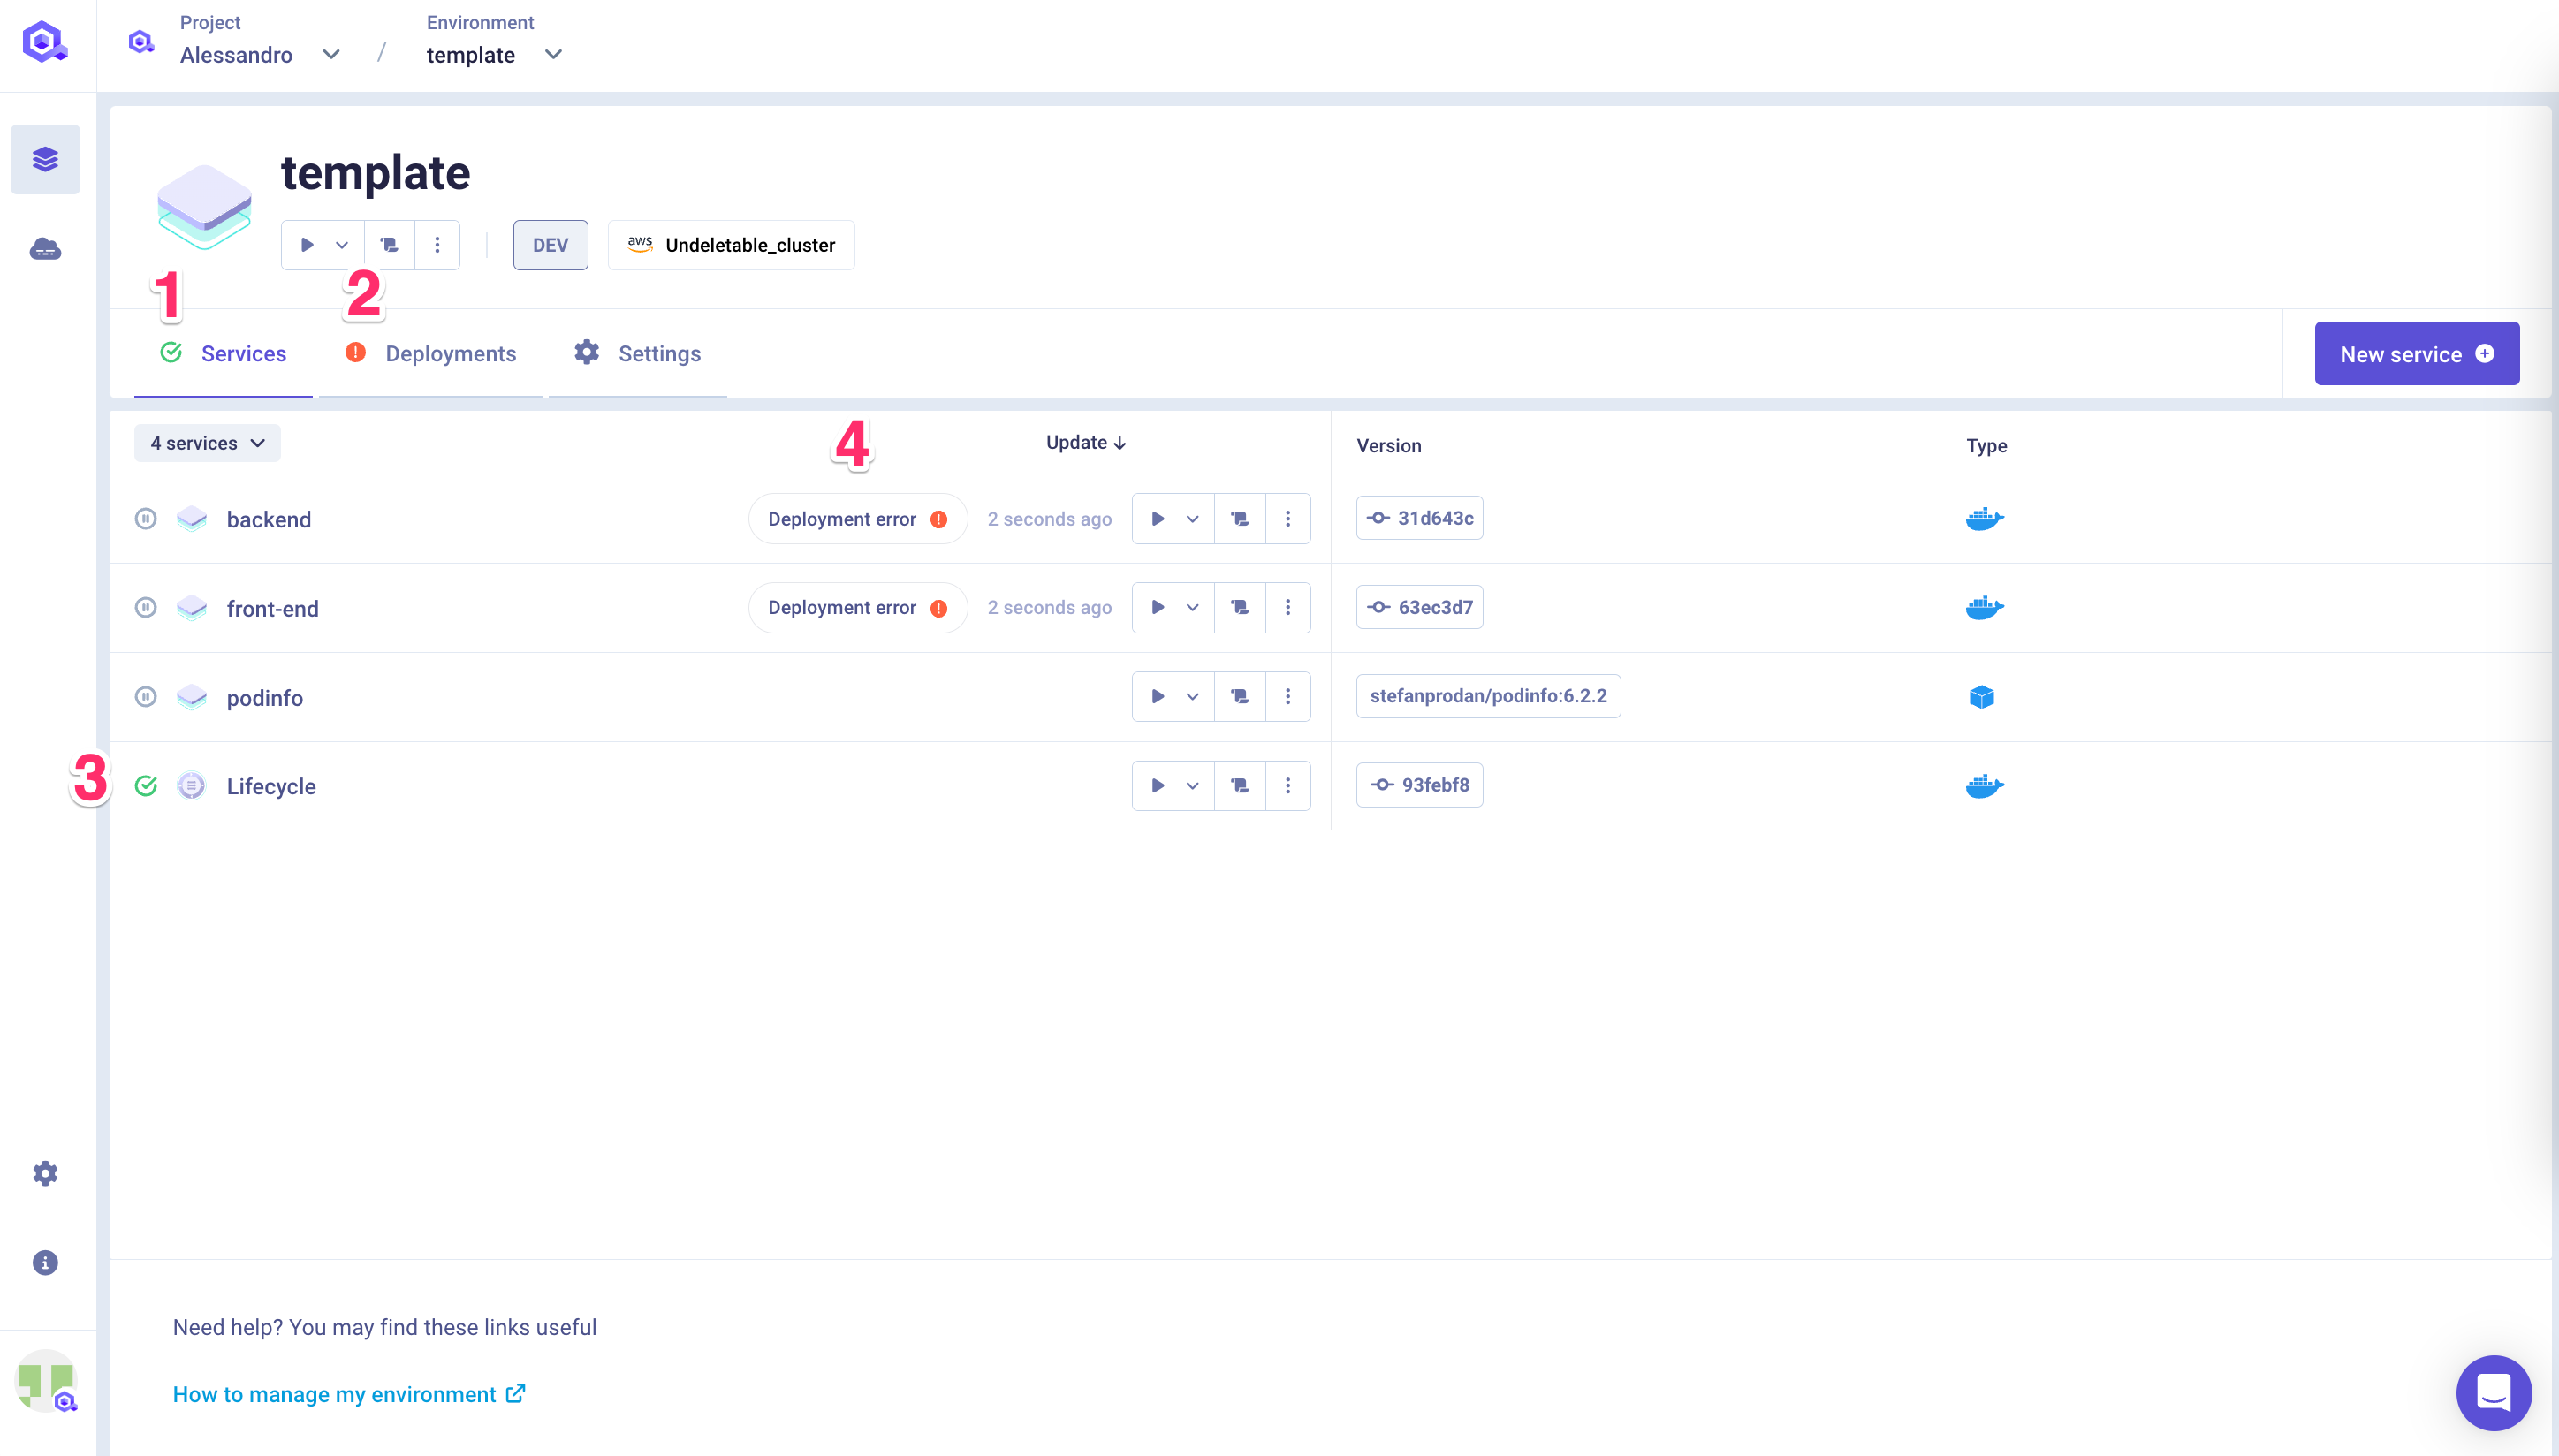 Project
Alessandro
/
Environment
template
template
DEV
aws
Undeletable_cluster
1
2
Services
Deployments
Settings
New service
4 services
4
Update
Version
Type
backend
Deployment error
2 seconds ago
31d643c
front-end
Deployment error
2 seconds ago
63ec3d7
podinfo
stefanprodan/podinfo:6.2.2
3
Lifecycle
93febf8
Need help? You may find these links useful
How to manage my environment